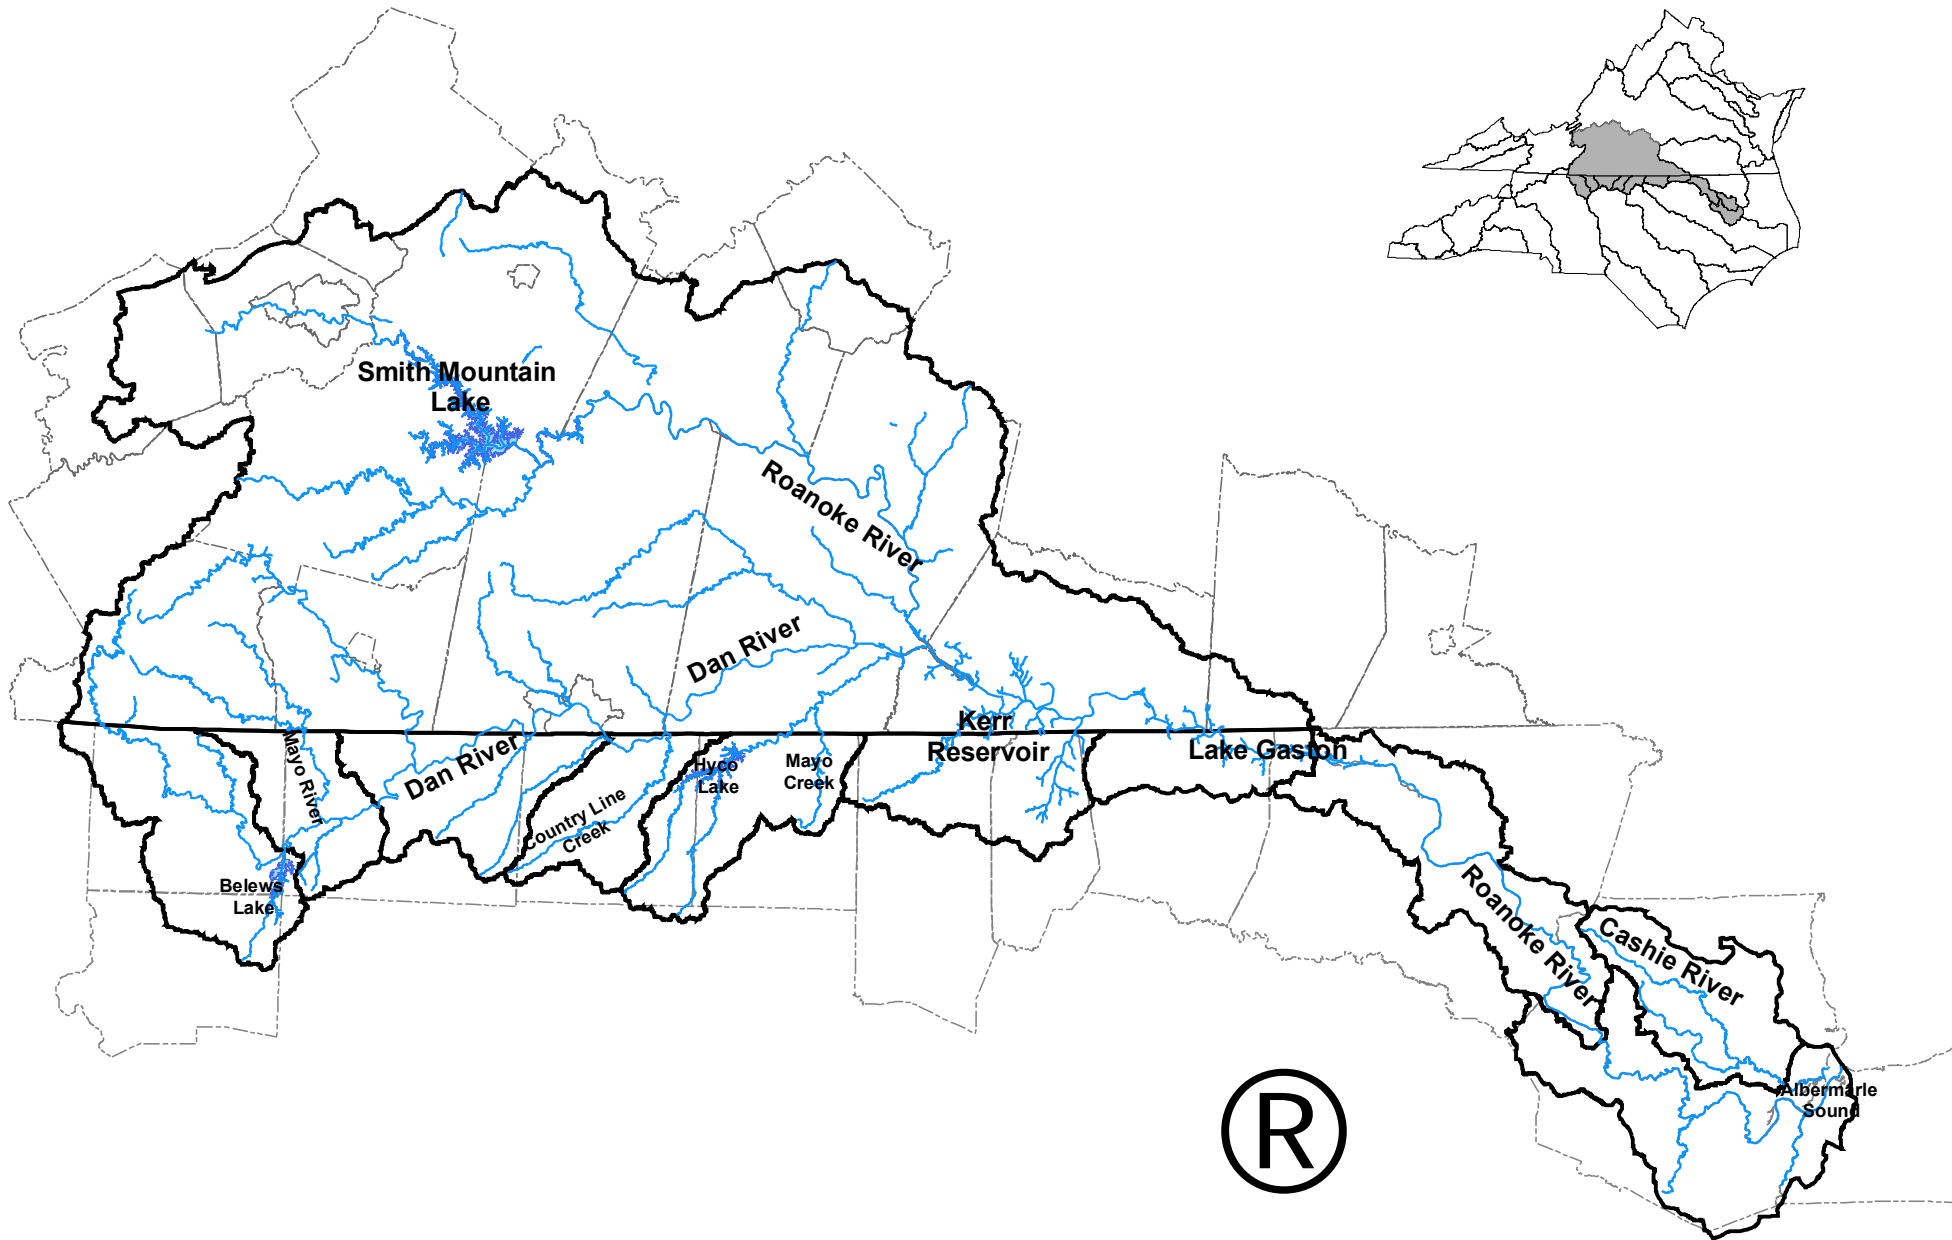 Smith Mountain
Lake
Roanoke River
Dan River
Kerr
Reservoir
Lake Gaston
Mayo River
Dan River
Hyco
Lake
Mayo
Creek
Country Line
Creek
Belews
Lake
Roanoke River
Cashie River
Albermarle
Sound
®